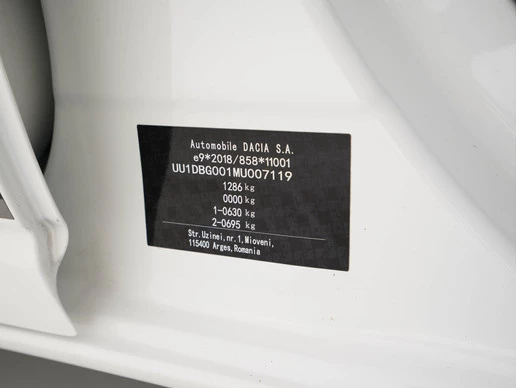 Automobile DACIA S.A.
e9*2018/858*11001
UU1DBG001MU007119
1286 kg
0000 kg
1-0630 kg
2-0695 kg
Str.Uzinei, nr.1,Mioveni,
115400 Arges,Romania